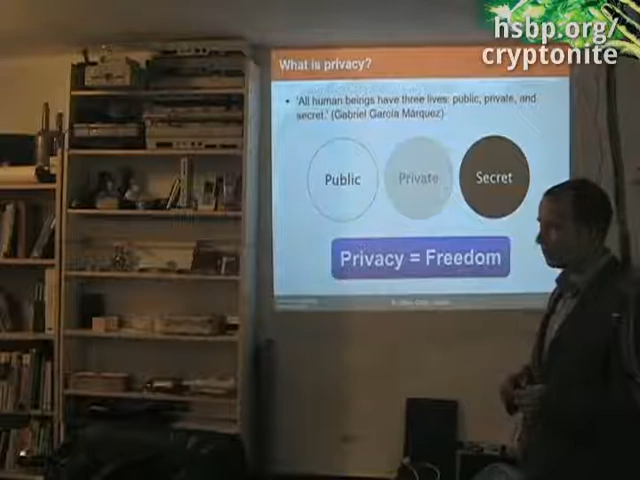 hsbp.org/
cryptonite
What is privacy?
• 'All human beings have three lives: public, private, and
secret.' (Gabriel García Márquez)
Public
Private
Secret
Privacy = Freedom